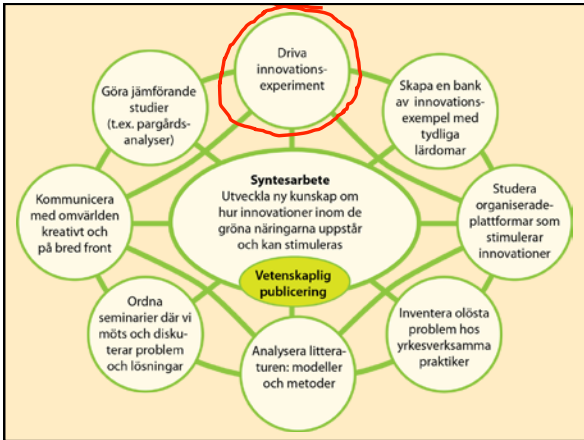 Driva
innovations-
experiment
Göra jämförande
studier
(t.ex. pargårds-
analyser)
Skapa en bank
av innovations-
exempel med
tydliga
lärdomar
Kommunicera
med omvärlden
kreativt och
på bred front
Syntesarbete
Utveckla ny kunskap om
hur innovationer inom de
gröna näringarna uppstår
och kan stimuleras
Vetenskaplig
publicering
Studera
organiserade-
plattformar som
stimulerar
innovationer
Ordna
seminarier där vi
möts och disku-
terar problem
och lösningar
Analysera littera-
turen: modeller
och metoder
Inventera olösta
problem hos
yrkesverksamma
praktiker